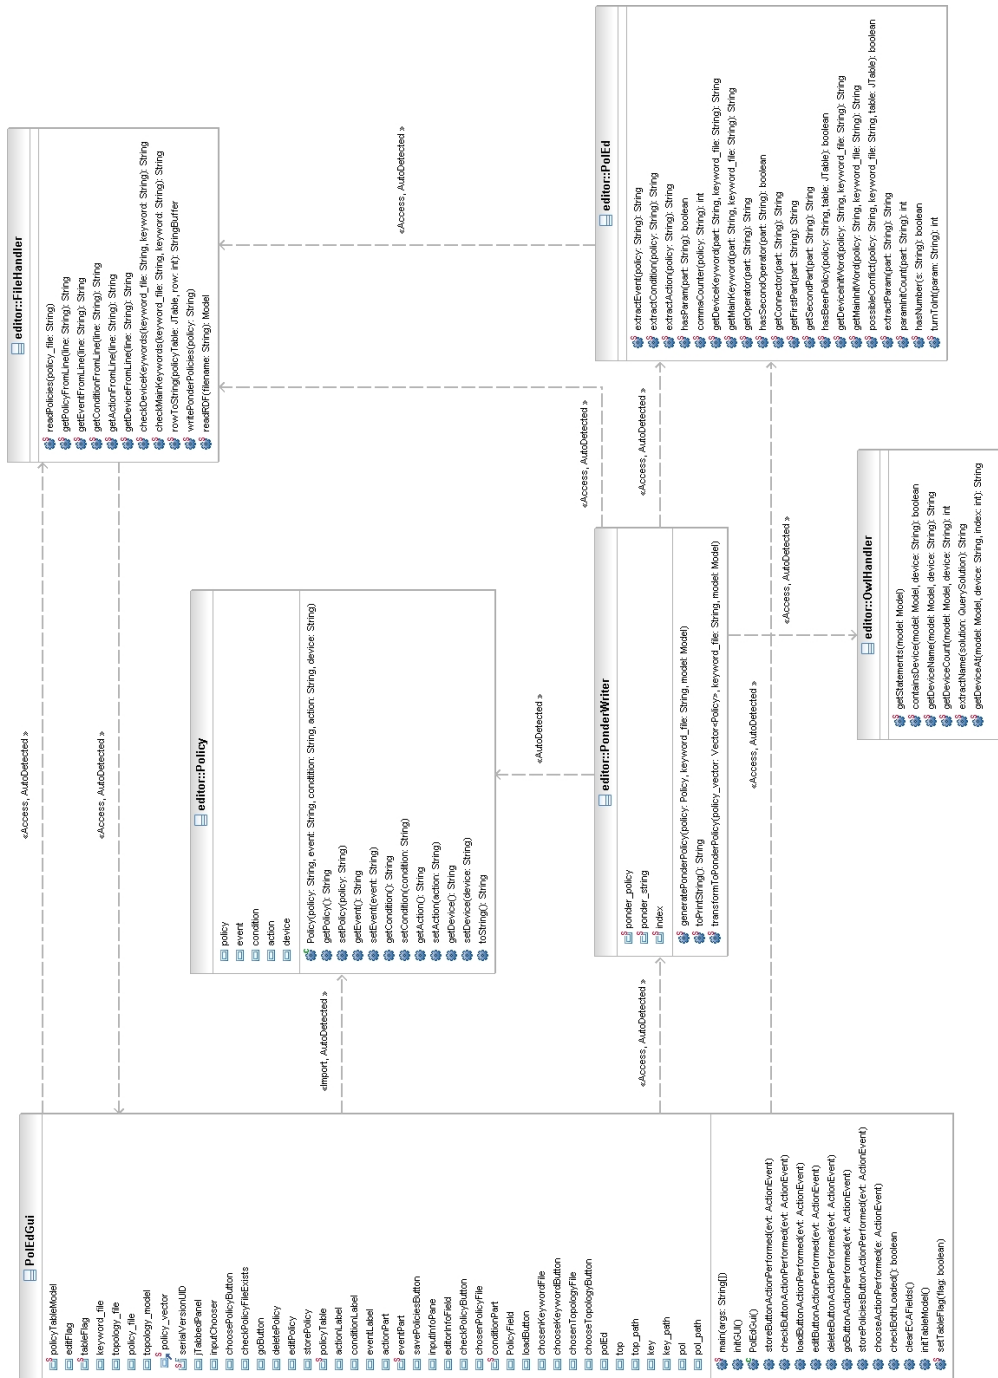 PolEdGui
policyTableModel
editFlag
tableFlag
keyword_file
topology_file
policy_file
topology_model
policy_vector
serialVersionUID
jTabbedPanel
inputChooser
choosePolicyButton
checkPolicyFileExists
goButton
deletePolicy
editPolicy
storePolicy
policyTable
actionLabel
conditionLabel
eventLabel
actionPart
eventPart
savePoliciesButton
inputInfoPane
editorInfoField
checkPolicyButton
chosenPolicyFile
conditionPart
PolicyField
loadButton
chosenKeywordFile
chooseKeywordButton
chosenTopologyFile
chooseTopologyButton
polEd
top
top_path
key
key_path
pol
pol_path
main(args: String[])
initGUI()
PolEdGui()
storeButtonActionPerformed(evt: ActionEvent)
checkButtonActionPerformed(evt: ActionEvent)
loadButtonActionPerformed(evt: ActionEvent)
editButtonActionPerformed(evt: ActionEvent)
deleteButtonActionPerformed(evt: ActionEvent)
goButtonActionPerformed(evt: ActionEvent)
storePoliciesButtonActionPerformed(evt: ActionEvent)
chooseActionPerformed(e: ActionEvent)
checkBothLoaded(): boolean
clearECAFields()
initTableModel()
setTableFlag(flag: boolean)
«Access, AutoDetected »
«Access, AutoDetected »
«Import, AutoDetected »
«Access, AutoDetected »
«Access, AutoDetected »
editor::Policy
policy
event
condition
action
device
Policy(policy: String, event: String, condition: String, action: String, device: String)
getPolicy(): String
setPolicy(policy: String)
getEvent(): String
setEvent(event: String)
getCondition(): String
setCondition(condition: String)
getAction(): String
setAction(action: String)
getDevice(): String
setDevice(device: String)
toString(): String
«AutoDetected »
editor::PonderWriter
ponder_policy
ponder_string
index
generatePonderPolicy(policy: Policy, keyword_file: String, model: Model)
toPrintString(): String
transformToPonderPolicy(policy_vector: Vector<Policy>, keyword_file: String, model: Model)
«Access, AutoDetected »
«Access, AutoDetected »
«Access, AutoDetected »
editor::OwlHandler
getStatements(model: Model)
containsDevice(model: Model, device: String): boolean
getDeviceName(model: Model, device: String): String
getDeviceCount(model: Model, device: String): int
extractName(solution: QuerySolution): String
getDeviceAt(model: Model, device: String, index: int): String
editor::FileHandler
readPolicies(policy_file: String)
getPolicyFromLine(line: String): String
getEventFromLine(line: String): String
getConditionFromLine(line: String): String
getActionFromLine(line: String): String
getDeviceFromLine(line: String): String
checkDeviceKeywords(keyword_file: String, keyword: String): String
checkMainKeywords(keyword_file: String, keyword: String): String
rowToString(policyTable: JTable, row: int): StringBuffer
writePonderPolicies(policy: String)
readRDF(filename: String): Model
«Access, AutoDetected »
editor::PolEd
extractEvent(policy: String): String
extractCondition(policy: String): String
extractAction(policy: String): String
hasParam(part: String): boolean
commaCounter(policy: String): int
getDeviceKeyword(part: String, keyword_file: String): String
getMainKeyword(part: String, keyword_file: String): String
getOperator(part: String): String
hasSecondOperator(part: String): boolean
getConnector(part: String): String
getFirstPart(part: String): String
getSecondPart(part: String): String
hasBeenPolicy(policy: String, table: JTable): boolean
getDeviceInitWord(policy: String, keyword_file: String): String
getMainInitWord(policy: String, keyword_file: String): String
possibleConflict(policy: String, keyword_file: String, table: JTable): boolean
extractParam(part: String): String
paramInitCount(part: String): int
hasNumber(s: String): boolean
turnToInt(param: String): int